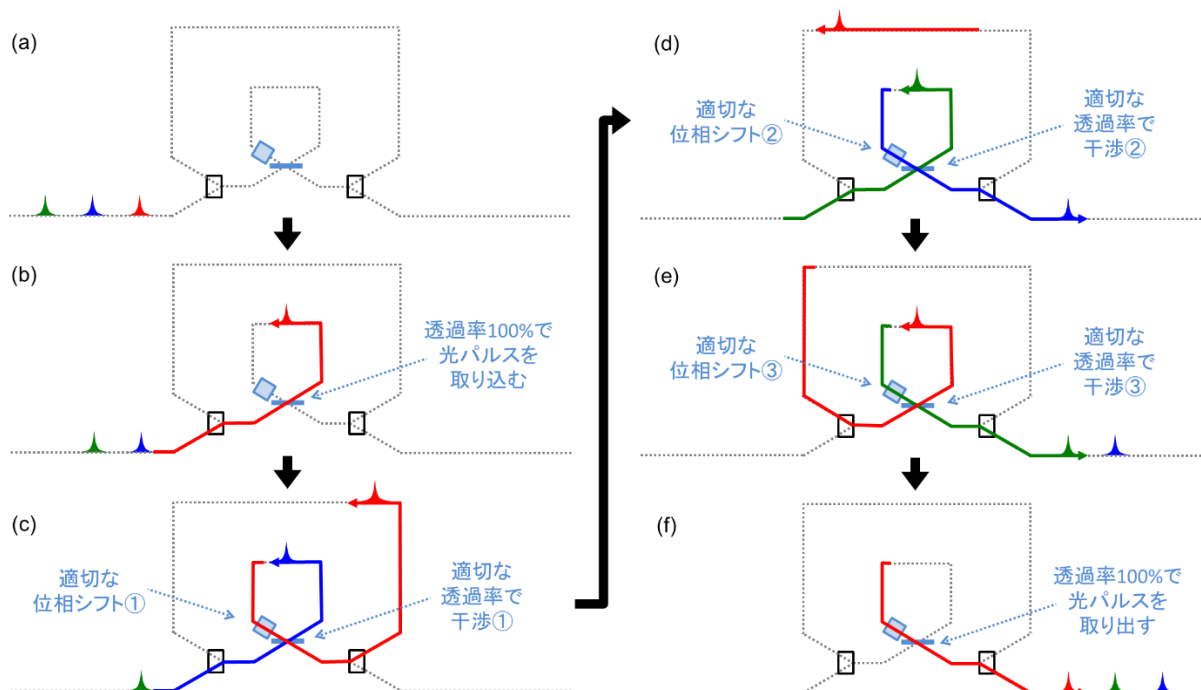 (a)
(b)
透過率100%で
光パルスを
取り込む
(c)
適切な
位相シフト①
適切な
透過率で
干渉①
(d)
適切な
位相シフト②
適切な
透過率で
干渉②
(e)
適切な
位相シフト③
適切な
透過率で
干渉③
(f)
透過率100%で
光パルスを
取り出す